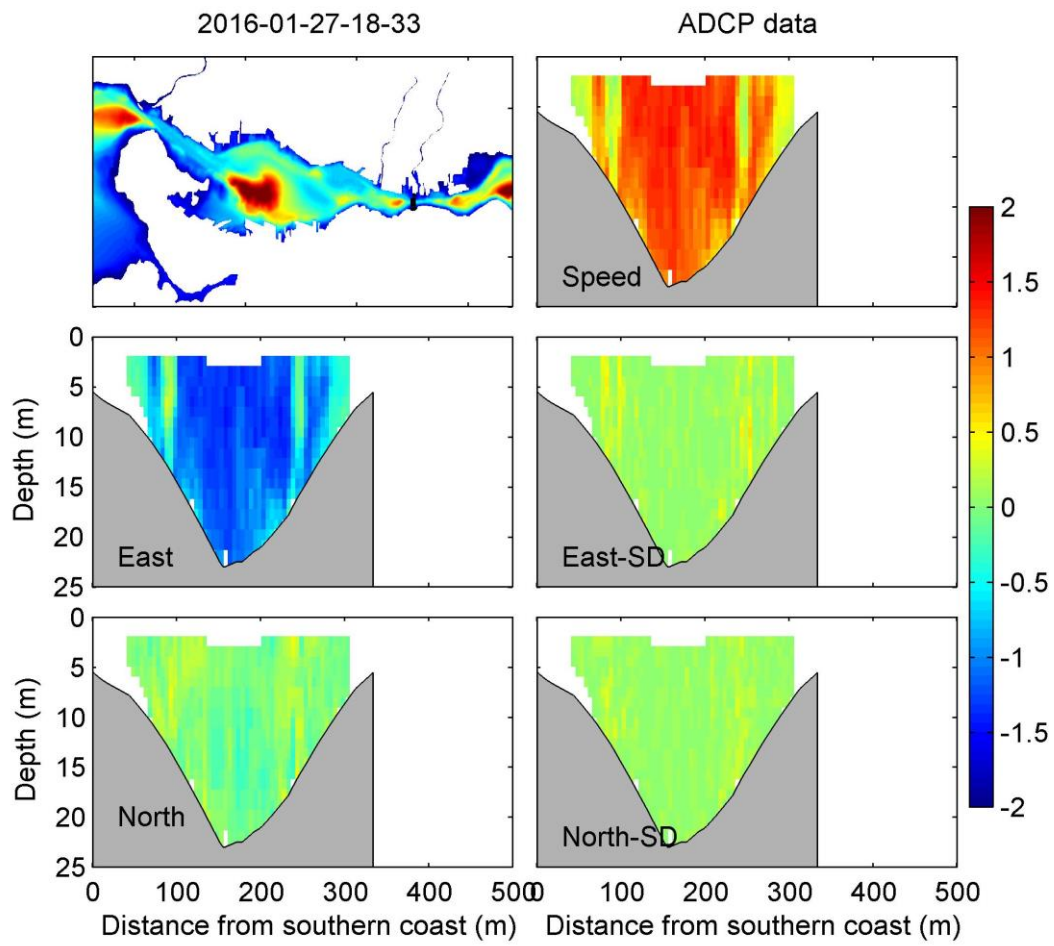 2016-01-27-18-33 ADCP data
Speed
0
5
10
15
20
25
Depth (m)
East
East-SD
2
1.5
1
0.5
0
-0.5
-1
-1.5
-2
0
5
10
15
20
25
Depth (m)
North
North-SD
0 100 200 300 400 500
0 100 200 300 400 500
Distance from southern coast (m) Distance from southern coast (m)